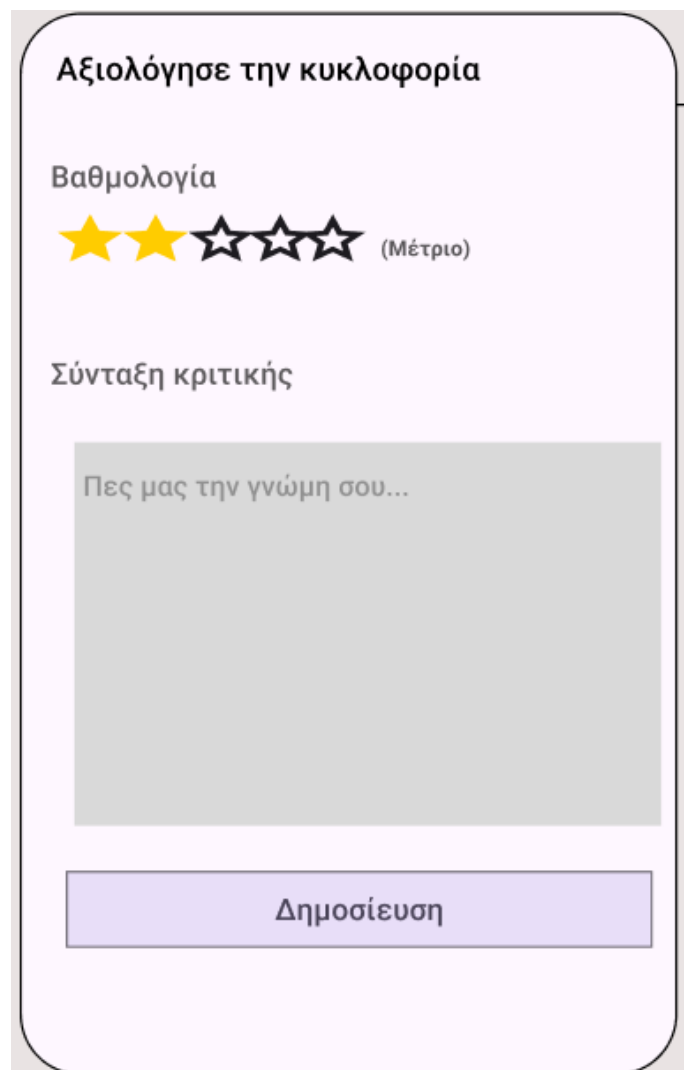 Αξιολόγησε την κυκλοφορία
Βαθμολογία
(Μέτριο)
Σύνταξη κριτικής
Πες μας την γνώμη σου...
Δημοσίευση